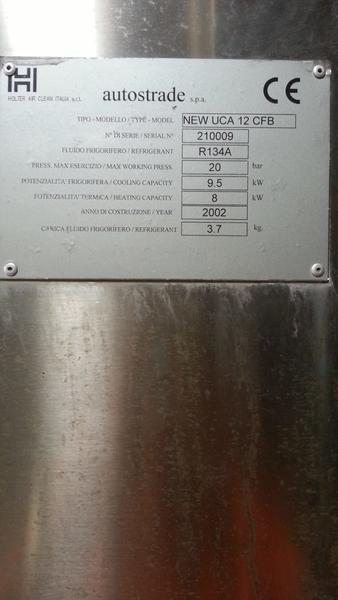 HOLTER AIR CLEAN ITALIA s.r.l.
autostrade s.p.a.
CE
TIPO - MODELLO / TYPE - MODEL NEW UCA 12 CFB
N° DI SERIE / SERIAL N° 210009
FLUIDO FRIGORIFERO / REFRIGERANT R134A
PRESS. MAX ESERCIZIO / MAX WORKING PRESS. 20 bar
POTENZIALITA' FRIGORIFERA / COOLING CAPACITY 9.5 kW
POTENZIALITA' TERMICA / HEATING CAPACITY 8 kW
ANNO DI COSTRUZIONE / YEAR 2002
CARICA FLUIDO FRIGORIFERO / REFRIGERANT 3.7 kg.